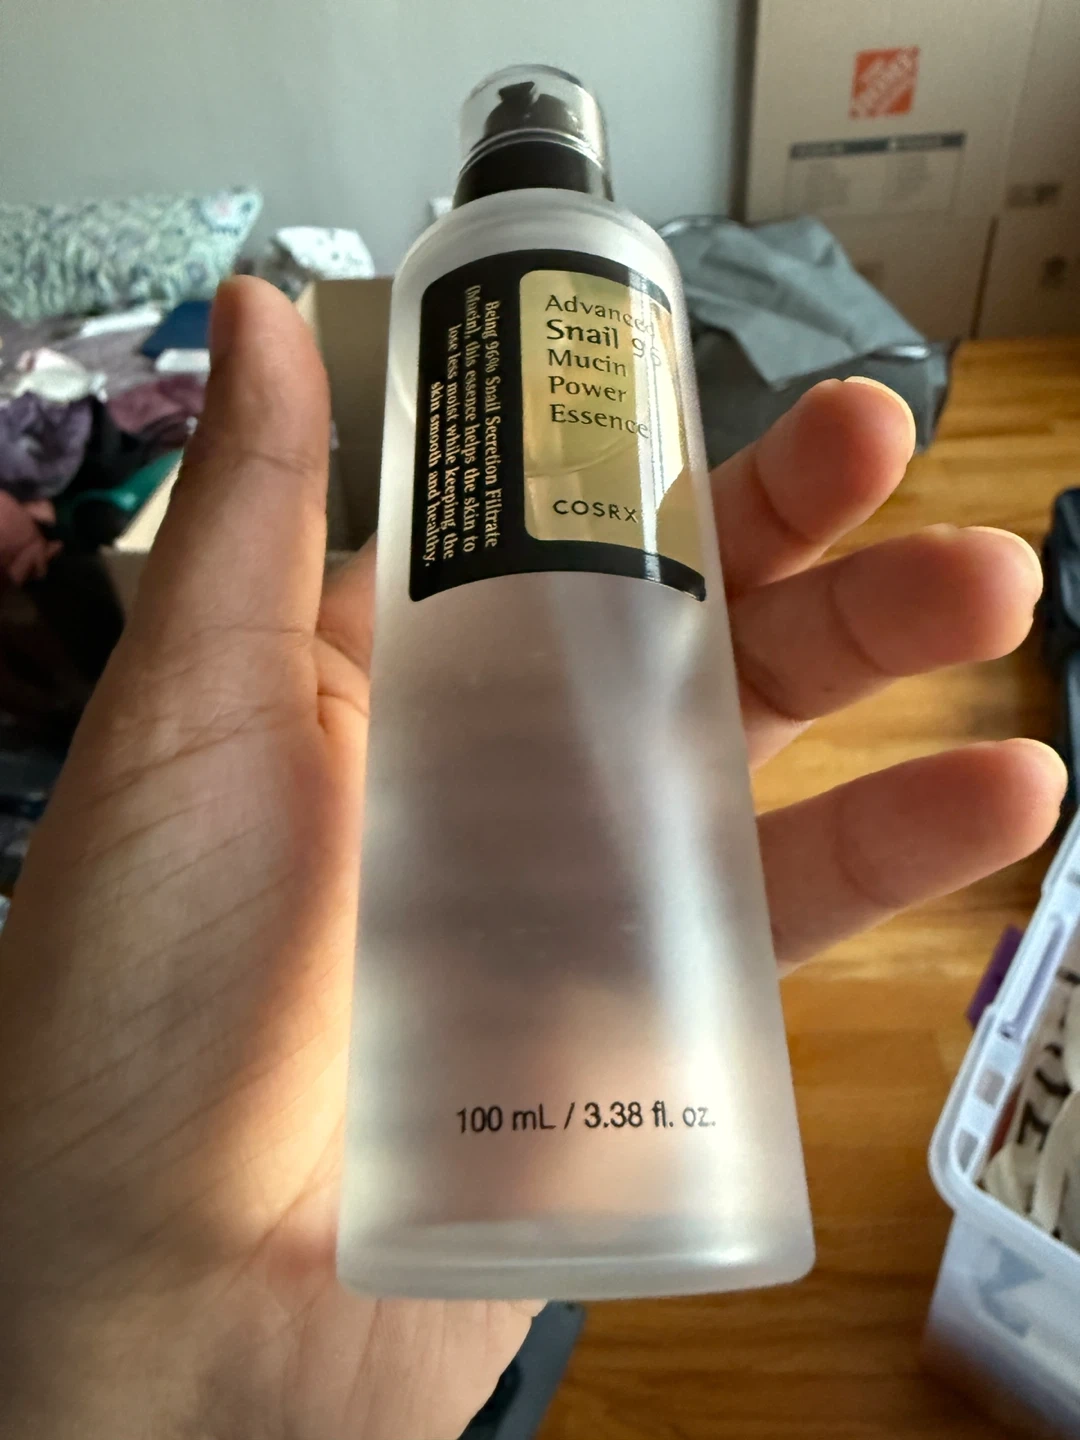 Advanced
Snail 96
Mucin
Power
Essence
COSRX
Being 96% Snail Secretion Filtrate
(Mucin), this essence helps the skin to
lose less moist while keeping the
skin smooth and healthy.
100 mL / 3.38 fl. oz.